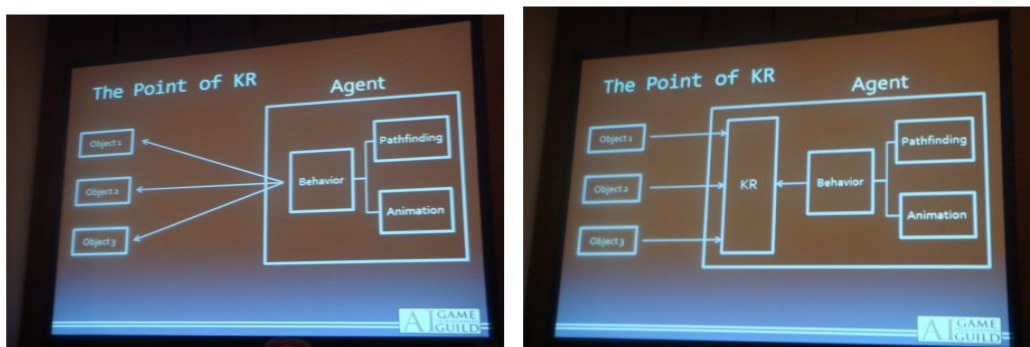 The Point of KR
Agent
Object 1
Object 2
Object 3
Behavior
Pathfinding
Animation
AI GAME
GUILD
The Point of KR
Agent
Object 1
Object 2
Object 3
KR
Behavior
Pathfinding
Animation
AI GAME
GUILD